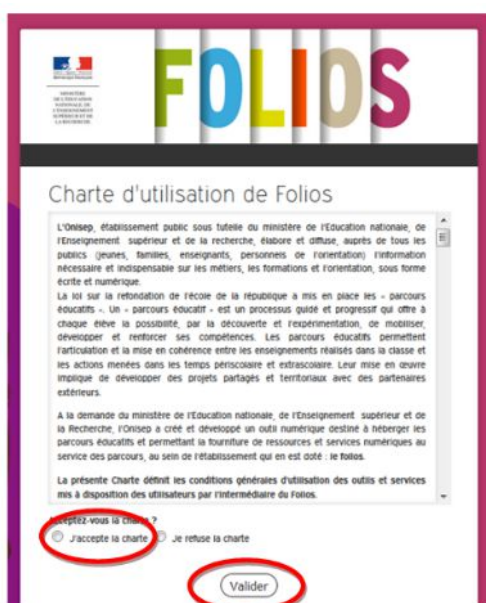 FOLIOS
MINISTÈRE
DE L'ÉDUCATION
NATIONALE, DE
L'ENSEIGNEMENT
SUPÉRIEUR ET DE
LA RECHERCHE
Charte d'utilisation de Folios
L'Onisep, établissement public sous tutelle du ministère de l'Education nationale, de
l'Enseignement supérieur et de la recherche, élabore et diffuse, auprès de tous les
publics (jeunes, familles, enseignants, personnels de l'orientation) l'information
nécessaire et indispensable sur les métiers, les formations et l'orientation, sous forme
écrite et numérique.
La loi sur la refondation de l'école de la république a mis en place les « parcours
éducatifs ». Un « parcours éducatif » est un processus guidé et progressif qui offre à
chaque élève la possibilité, par la découverte et l'expérimentation, de mobiliser,
développer et renforcer ses compétences. Les parcours éducatifs permettent
l'articulation et la mise en cohérence entre les enseignements réalisés dans la classe et
les actions menées dans les temps périscolaire et extrascolaire. Leur mise en œuvre
implique de développer des projets partagés et territoriaux avec des partenaires
extérieurs.
A la demande du ministère de l'Education nationale, de l'Enseignement supérieur et de
la Recherche, l'Onisep a créé et développé un outil numérique destiné à héberger les
parcours éducatifs et permettant la fourniture de ressources et services numériques au
service des parcours, au sein de l'établissement qui en est doté : le folios.
La présente Charte définit les conditions générales d'utilisation des outils et services
mis à disposition des utilisateurs par l'intermédiaire du Folios.
Acceptez-vous la charte ?
J'accepte la charte Je refuse la charte
Valider